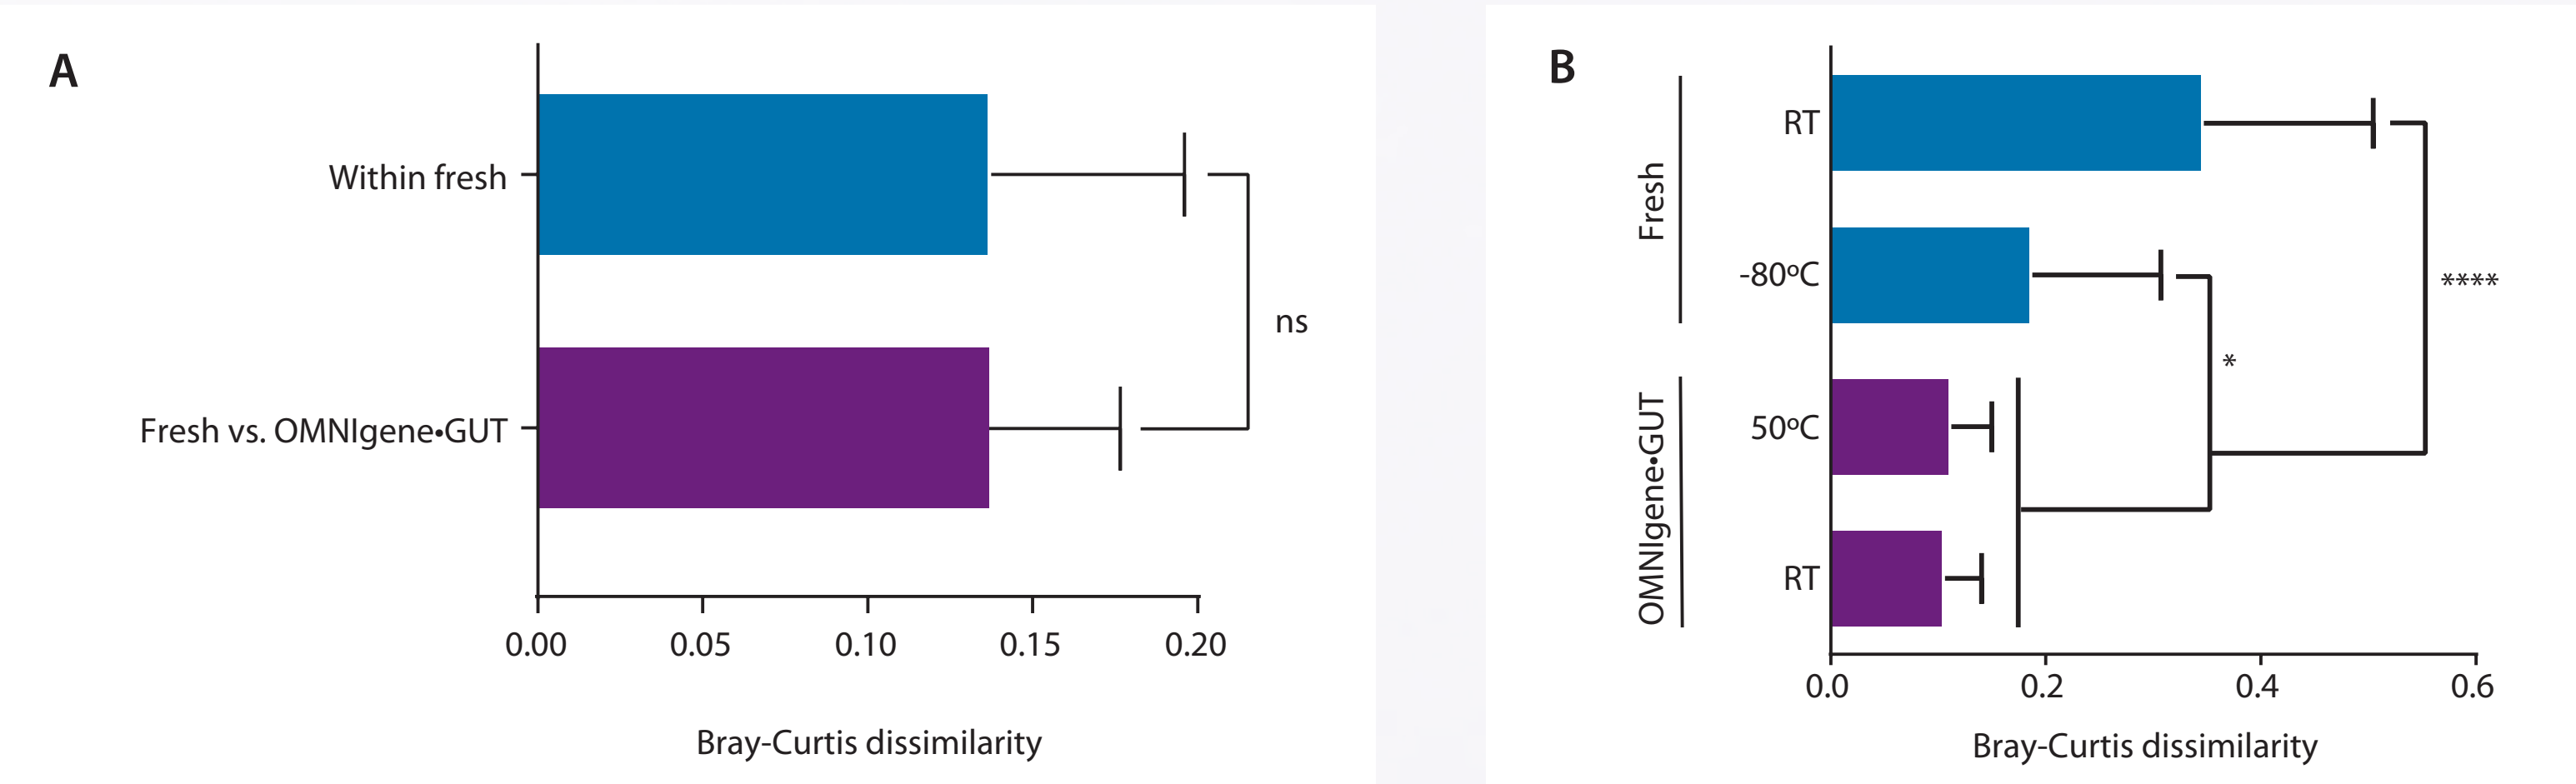 A
Within fresh
Fresh vs. OMNIgene•GUT
ns
0.00 0.05 0.10 0.15 0.20
Bray-Curtis dissimilarity
B
Fresh
RT
-80ºC
****
*
OMNIgene•GUT
50ºC
RT
0.0 0.2 0.4 0.6
Bray-Curtis dissimilarity